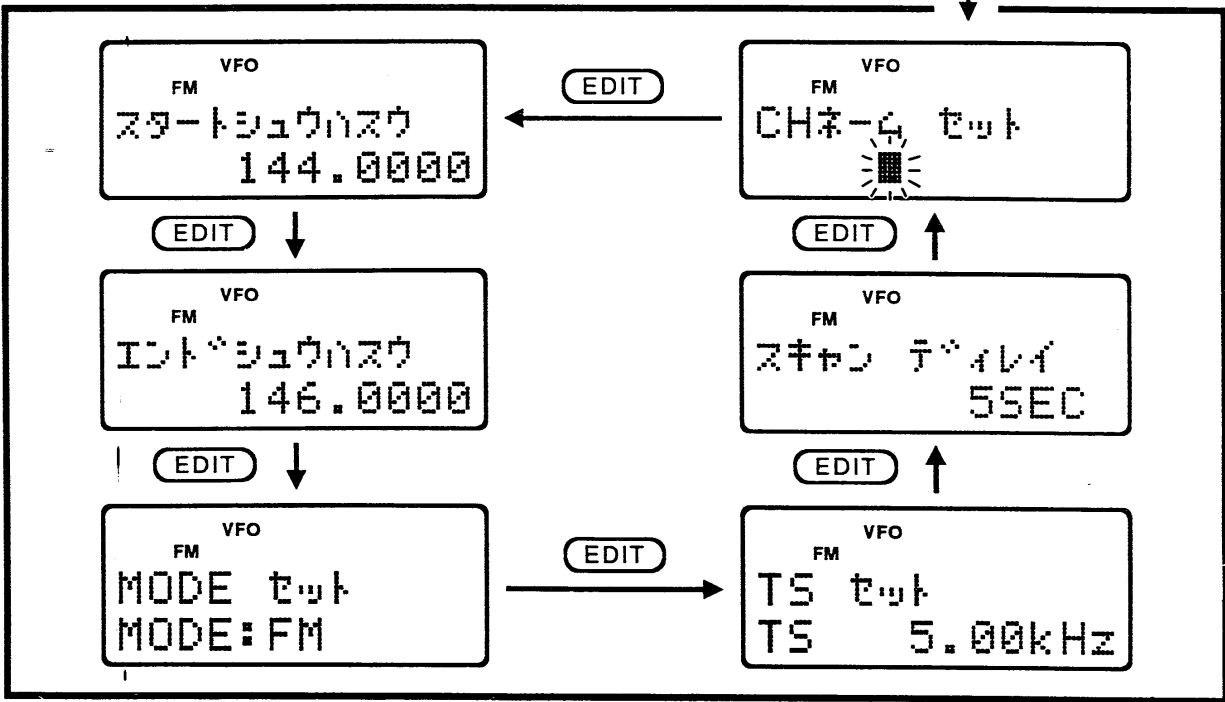 VFO
FM
スタートシュウハスウ
144.0000
EDIT
VFO
FM
CHネーム セット
EDIT
EDIT
VFO
FM
エンドシュウハスウ
146.0000
VFO
FM
スキャン ディレイ
5SEC
EDIT
EDIT
VFO
FM
MODE セット
MODE:FM
EDIT
VFO
FM
TS セット
TS 5.00kHz